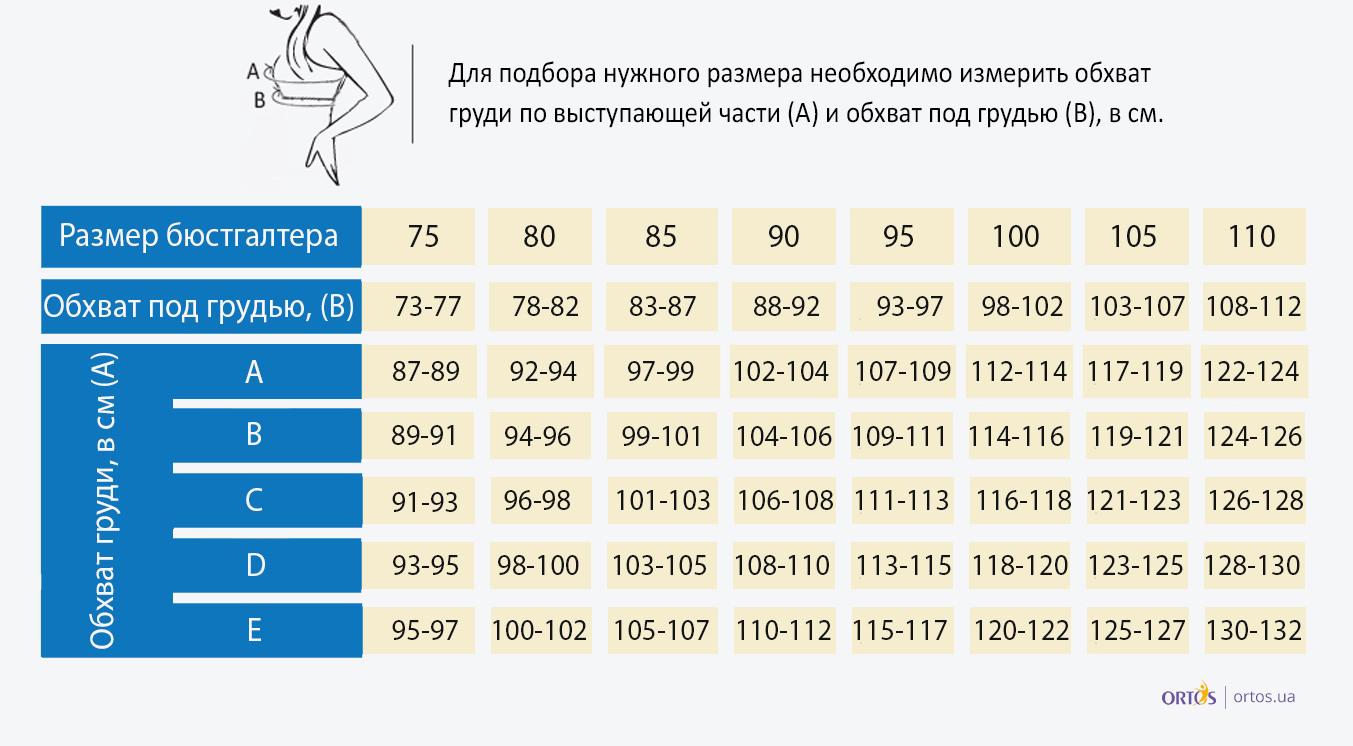 A
B
Для подбора нужного размера необходимо измерить обхват
груди по выступающей части (А) и обхват под грудью (В), в см.
Размер бюстгалтера 75 80 85 90 95 100 105 110
Обхват под грудью, (В) 73-77 78-82 83-87 88-92 93-97 98-102 103-107 108-112
Обхват груди, в см (А)
A 87-89 92-94 97-99 102-104 107-109 112-114 117-119 122-124
B 89-91 94-96 99-101 104-106 109-111 114-116 119-121 124-126
C 91-93 96-98 101-103 106-108 111-113 116-118 121-123 126-128
D 93-95 98-100 103-105 108-110 113-115 118-120 123-125 128-130
E 95-97 100-102 105-107 110-112 115-117 120-122 125-127 130-132
ORTOS | ortos.ua